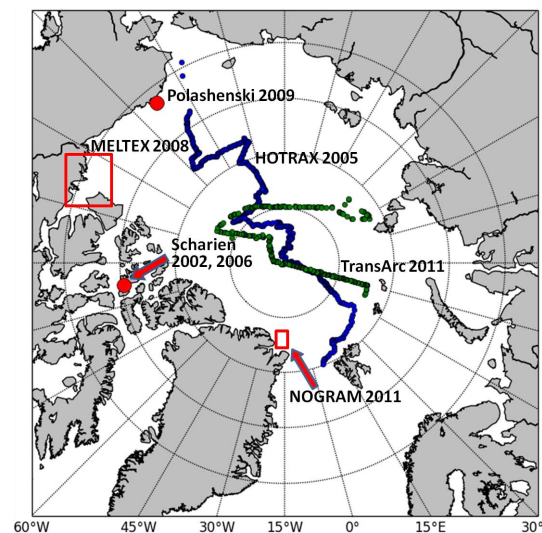 Polashenski 2009
MELTEX 2008
HOTRAX 2005
Scharien
2002, 2006
TransArc 2011
NOGRAM 2011
60°W 45°W 30°W 15°W 0° 15°E 30°